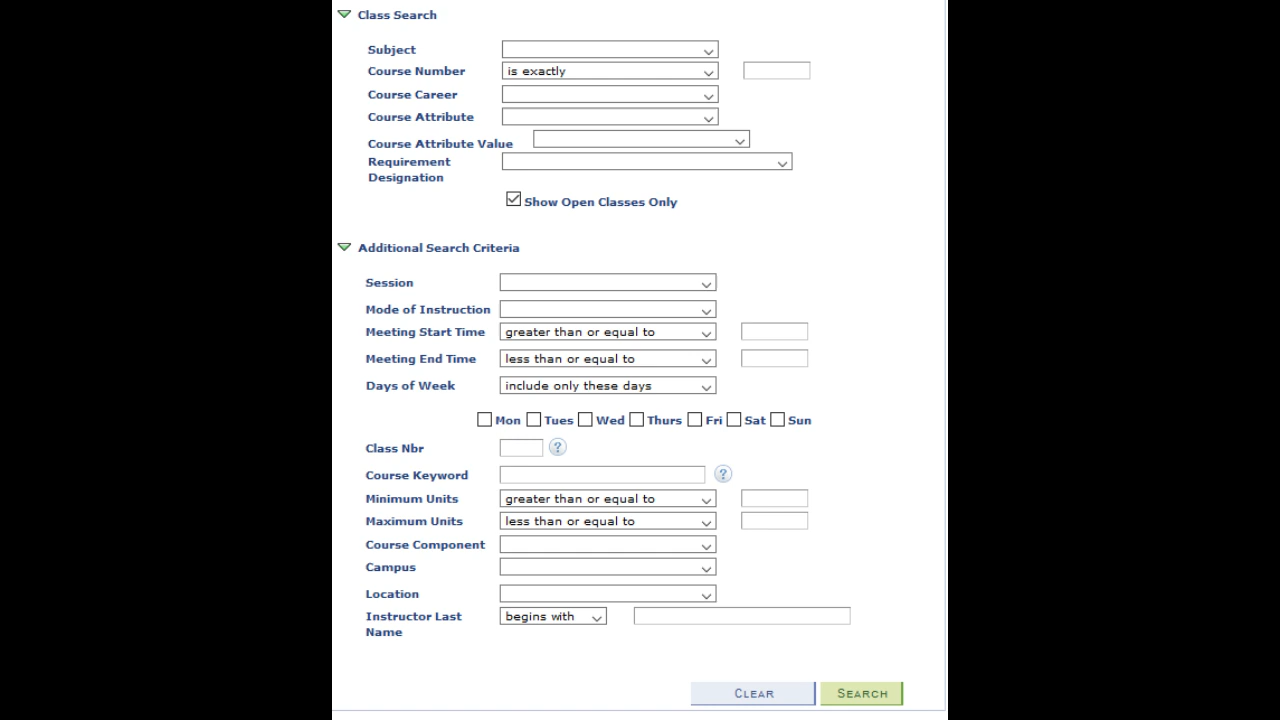 Class Search
Subject
Course Number is exactly
Course Career
Course Attribute
Course Attribute Value
Requirement
Designation
Show Open Classes Only
Additional Search Criteria
Session
Mode of Instruction
Meeting Start Time greater than or equal to
Meeting End Time less than or equal to
Days of Week include only these days
Mon Tues Wed Thurs Fri Sat Sun
Class Nbr ?
Course Keyword ?
Minimum Units greater than or equal to
Maximum Units less than or equal to
Course Component
Campus
Location
Instructor Last begins with
Name
CLEAR SEARCH